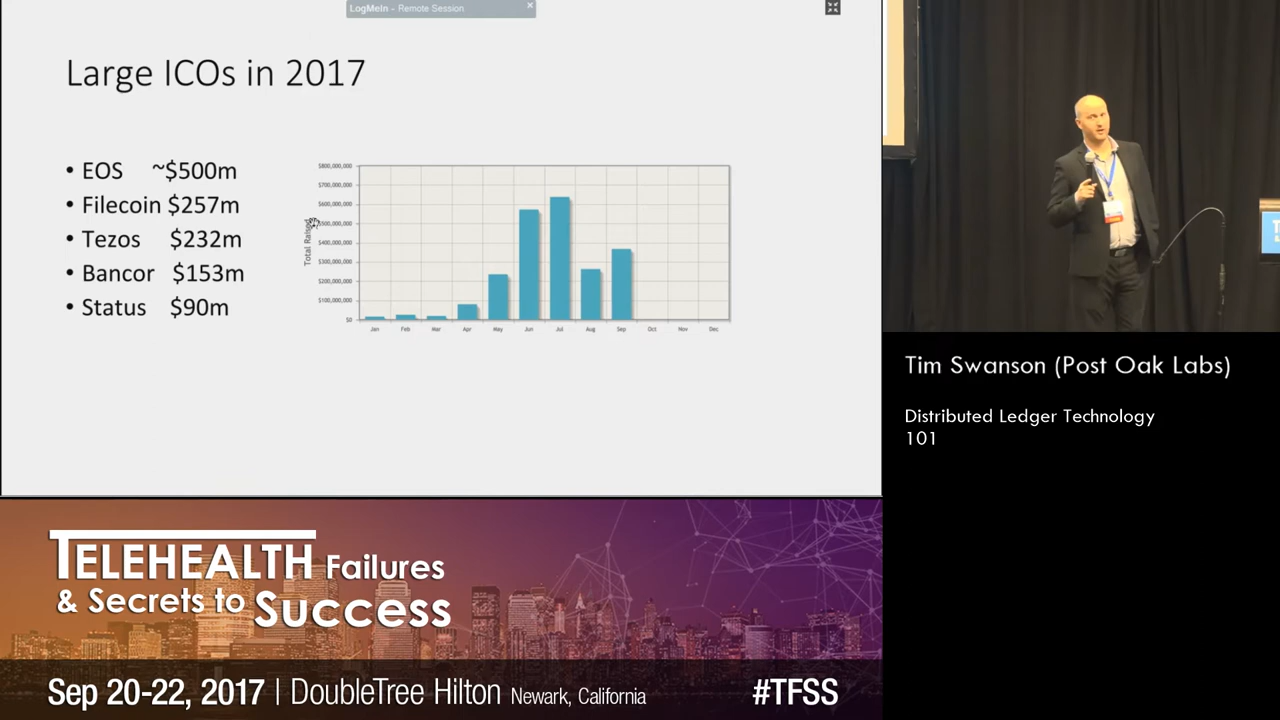 LogMeIn - Remote Session
Large ICOs in 2017
• EOS ~$500m
• Filecoin $257m
• Tezos $232m
• Bancor $153m
• Status $90m
Total Raised
$800,000,000
$700,000,000
$600,000,000
$500,000,000
$400,000,000
$300,000,000
$200,000,000
$100,000,000
$0
Jan Feb Mar Apr May Jun Jul Aug Sep Oct Nov Dec
Tim Swanson (Post Oak Labs)
Distributed Ledger Technology
101
TELEHEALTH Failures
& Secrets to Success
Sep 20-22, 2017 | DoubleTree Hilton Newark, California #TFSS